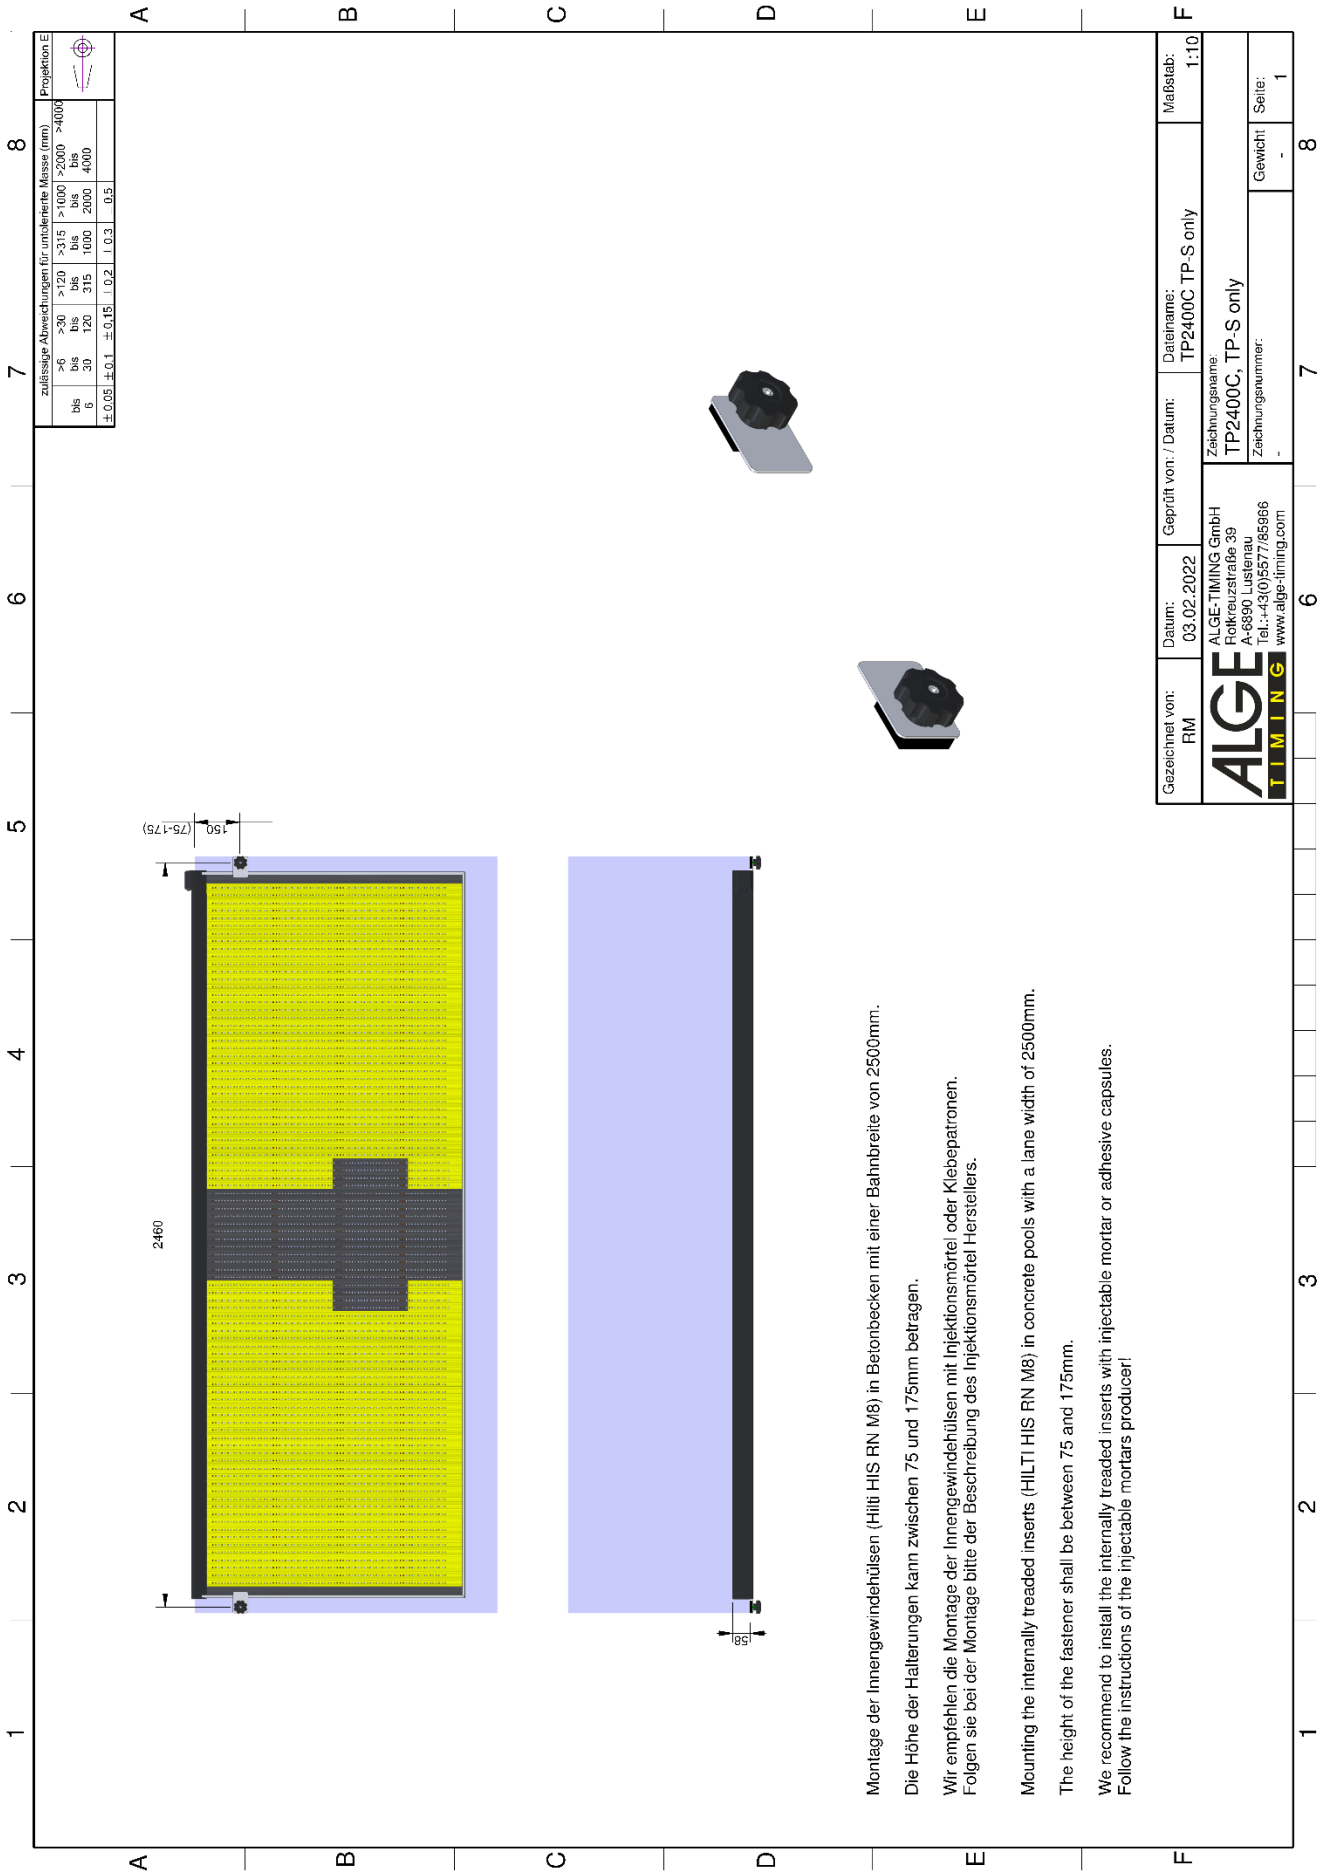 1 2 3 4 5 6 7 8
A
B
C
D
E
F
zulässige Abweichungen für untolerierte Masse (mm)
Projektion E
bis 6
>6 bis 30
>30 bis 120
>120 bis 315
>315 bis 1000
>1000 bis 2000
>2000 bis 4000
>4000
± 0,05 ± 0,1 ± 0,15 0,2 0,3 0,5
2460
(75-175)
150
58
Montage der Innengewindehülsen (Hilti HIS RN M8) in Betonbecken mit einer Bahnbreite von 2500mm.
Die Höhe der Halterungen kann zwischen 75 und 175mm betragen.
Wir empfehlen die Montage der Innengewindehülsen mit Injektionsmörtel oder Klebepatronen.
Folgen sie bei der Montage bitte der Beschreibung des Injektionsmörtel Herstellers.
Mounting the internally treaded inserts (HILTI HIS RN M8) in concrete pools with a lane width of 2500mm.
The height of the fastener shall be between 75 and 175mm.
We recommend to install the internally treaded inserts with injectable mortar or adhesive capsules.
Follow the instructions of the injectable mortars producer!
Gezeichnet von:
RM
Datum:
03.02.2022
Geprüft von: / Datum:
Dateiname:
TP2400C TP-S only
Maßstab:
1:10
ALGE
TIMING
ALGE-TIMING GmbH
Rotkreuzstraße 39
A-6890 Lustenau
Tel.:+43(0)5577/85966
www.alge-timing.com
Zeichnungsname:
TP2400C, TP-S only
Zeichnungsnummer:
-
Gewicht
-
Seite:
1
A
B
C
D
E
F
1 2 3 4 5 6 7 8